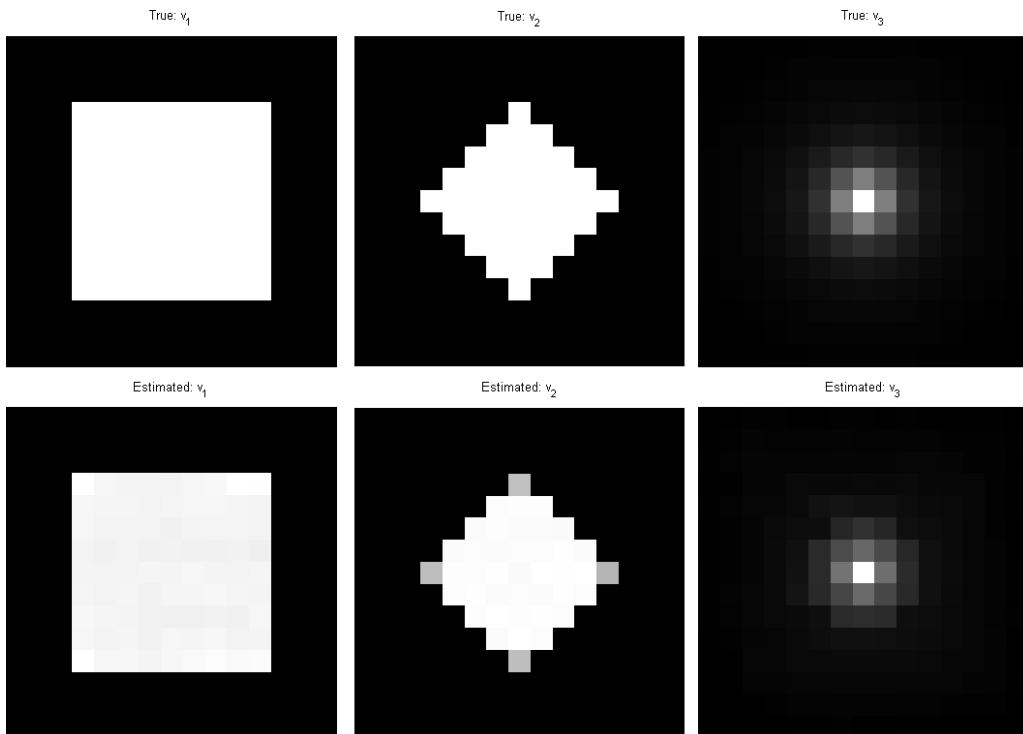 True: v₁
True: v₂
True: v₃
Estimated: v₁
Estimated: v₂
Estimated: v₃